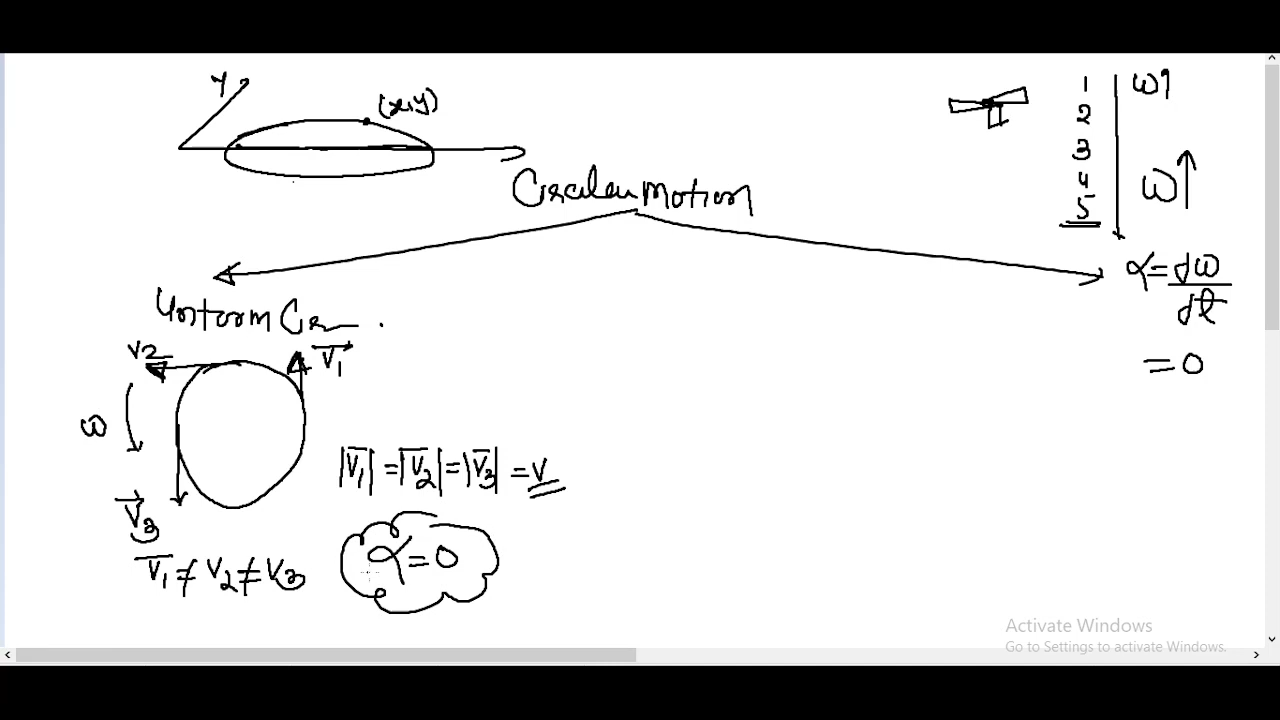 Y
(x,y)
1
2
3
4
5
ω↑
ω↑
Circular Motion
α = dω/dt
= 0
Uniform Cr
V2
V1
ω
V3
|V1| = |V2| = |V3| = V
V1 ≠ V2 ≠ V3
α = 0
Activate Windows
Go to Settings to activate Windows.